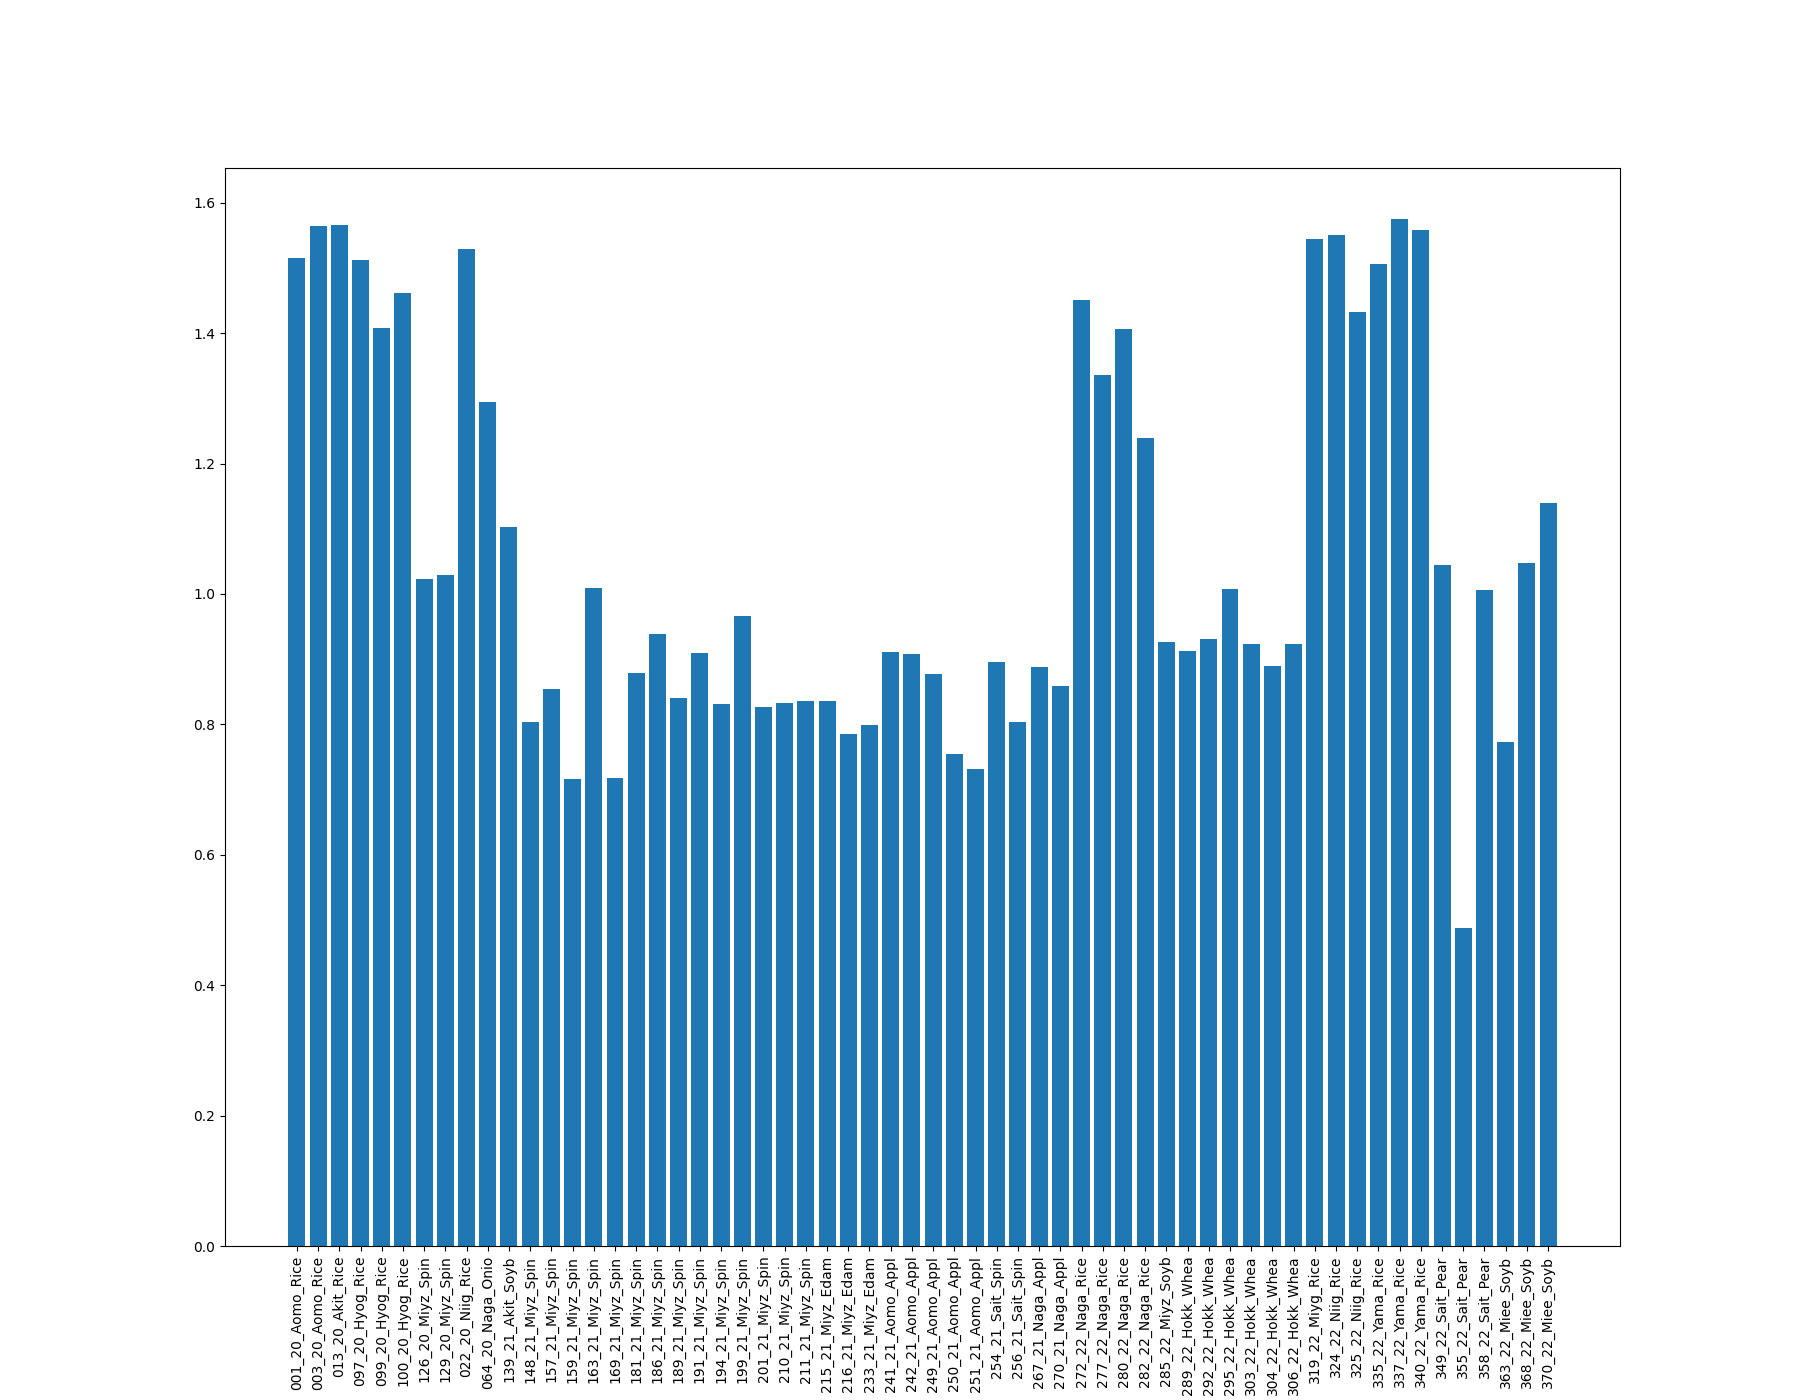 1.6
1.4
1.2
1.0
0.8
0.6
0.4
0.2
0.0
001_20_Aomo_Rice
003_20_Aomo_Rice
013_20_Akit_Rice
097_20_Hyog_Rice
099_20_Hyog_Rice
100_20_Hyog_Rice
126_20_Miyz_Spin
129_20_Miyz_Spin
022_20_Niig_Rice
064_20_Naga_Onio
139_21_Akit_Soyb
148_21_Miyz_Spin
157_21_Miyz_Spin
159_21_Miyz_Spin
163_21_Miyz_Spin
169_21_Miyz_Spin
181_21_Miyz_Spin
186_21_Miyz_Spin
189_21_Miyz_Spin
191_21_Miyz_Spin
194_21_Miyz_Spin
199_21_Miyz_Spin
201_21_Miyz_Spin
210_21_Miyz_Spin
211_21_Miyz_Spin
215_21_Miyz_Edam
216_21_Miyz_Edam
233_21_Miyz_Edam
241_21_Aomo_Appl
242_21_Aomo_Appl
249_21_Aomo_Appl
250_21_Aomo_Appl
251_21_Aomo_Appl
254_21_Sait_Spin
256_21_Sait_Spin
267_21_Naga_Appl
270_21_Naga_Appl
272_22_Naga_Rice
277_22_Naga_Rice
280_22_Naga_Rice
282_22_Naga_Rice
285_22_Miyz_Soyb
289_22_Hokk_Whea
292_22_Hokk_Whea
295_22_Hokk_Whea
303_22_Hokk_Whea
304_22_Hokk_Whea
306_22_Hokk_Whea
319_22_Miyg_Rice
324_22_Niig_Rice
325_22_Niig_Rice
335_22_Yama_Rice
337_22_Yama_Rice
340_22_Yama_Rice
349_22_Sait_Pear
355_22_Sait_Pear
358_22_Sait_Pear
363_22_Miee_Soyb
368_22_Miee_Soyb
370_22_Miee_Soyb